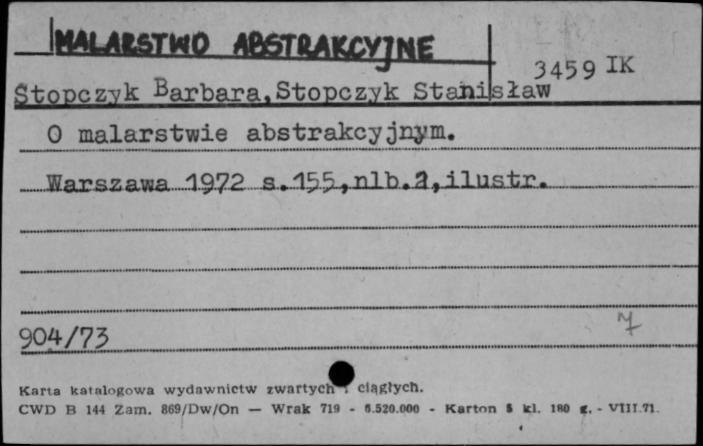 MALARSTWO ABSTRAKCYJNE
3459 IK
Stopczyk Barbara, Stopczyk Stanisław
O malarstwie abstrakcyjnym.
Warszawa 1972 s.155,nlb.2,ilustr.
904/73
Karta katalogowa wydawnictw zwartych i ciągłych.
CWD B 144 Zam. 869/Dw/On — Wrak 719 - 6.520.000 - Karton 5 kl. 180 g. - VIII.71.